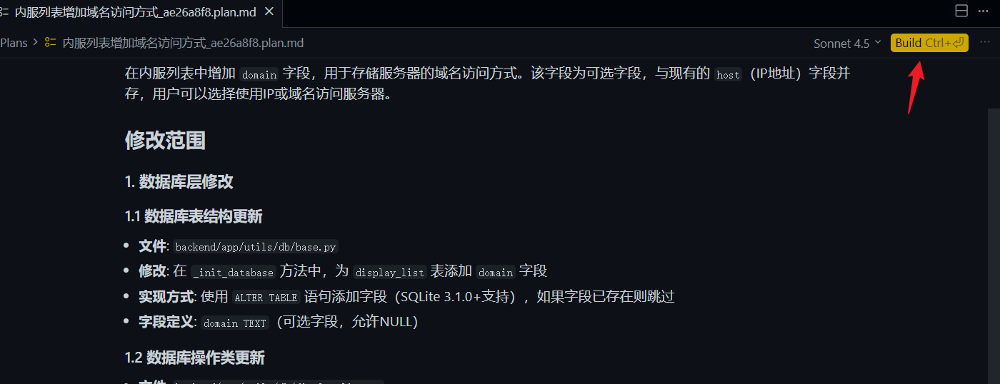 内服列表增加域名访问方式_ae26a8f8.plan.md
Plans > 内服列表增加域名访问方式_ae26a8f8.plan.md Sonnet 4.5 Build Ctrl+⏎
在内服列表中增加 domain 字段，用于存储服务器的域名访问方式。该字段为可选字段，与现有的 host（IP地址）字段并
存，用户可以选择使用IP或域名访问服务器。
修改范围
1. 数据库层修改
1.1 数据库表结构更新
• 文件: backend/app/utils/db/base.py
• 修改: 在 _init_database 方法中，为 display_list 表添加 domain 字段
• 实现方式: 使用 ALTER TABLE 语句添加字段（SQLite 3.1.0+支持），如果字段已存在则跳过
• 字段定义: domain TEXT（可选字段，允许NULL）
1.2 数据库操作类更新